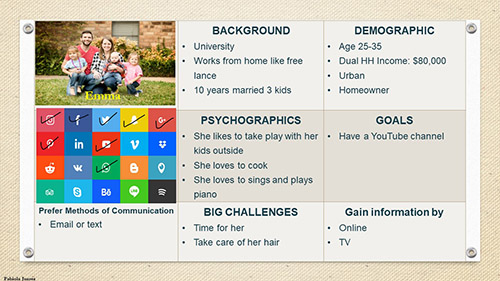 Emma
BACKGROUND
• University
• Works from home like free
lance
• 10 years married 3 kids
DEMOGRAPHIC
• Age 25-35
• Dual HH Income: $80,000
• Urban
• Homeowner
PSYCHOGRAPHICS
• She likes to take play with her
kids outside
• She loves to cook
• She loves to sings and plays
piano
GOALS
• Have a YouTube channel
Prefer Methods of Communication
• Email or text
BIG CHALLENGES
• Time for her
• Take care of her hair
Gain information by
• Online
• TV